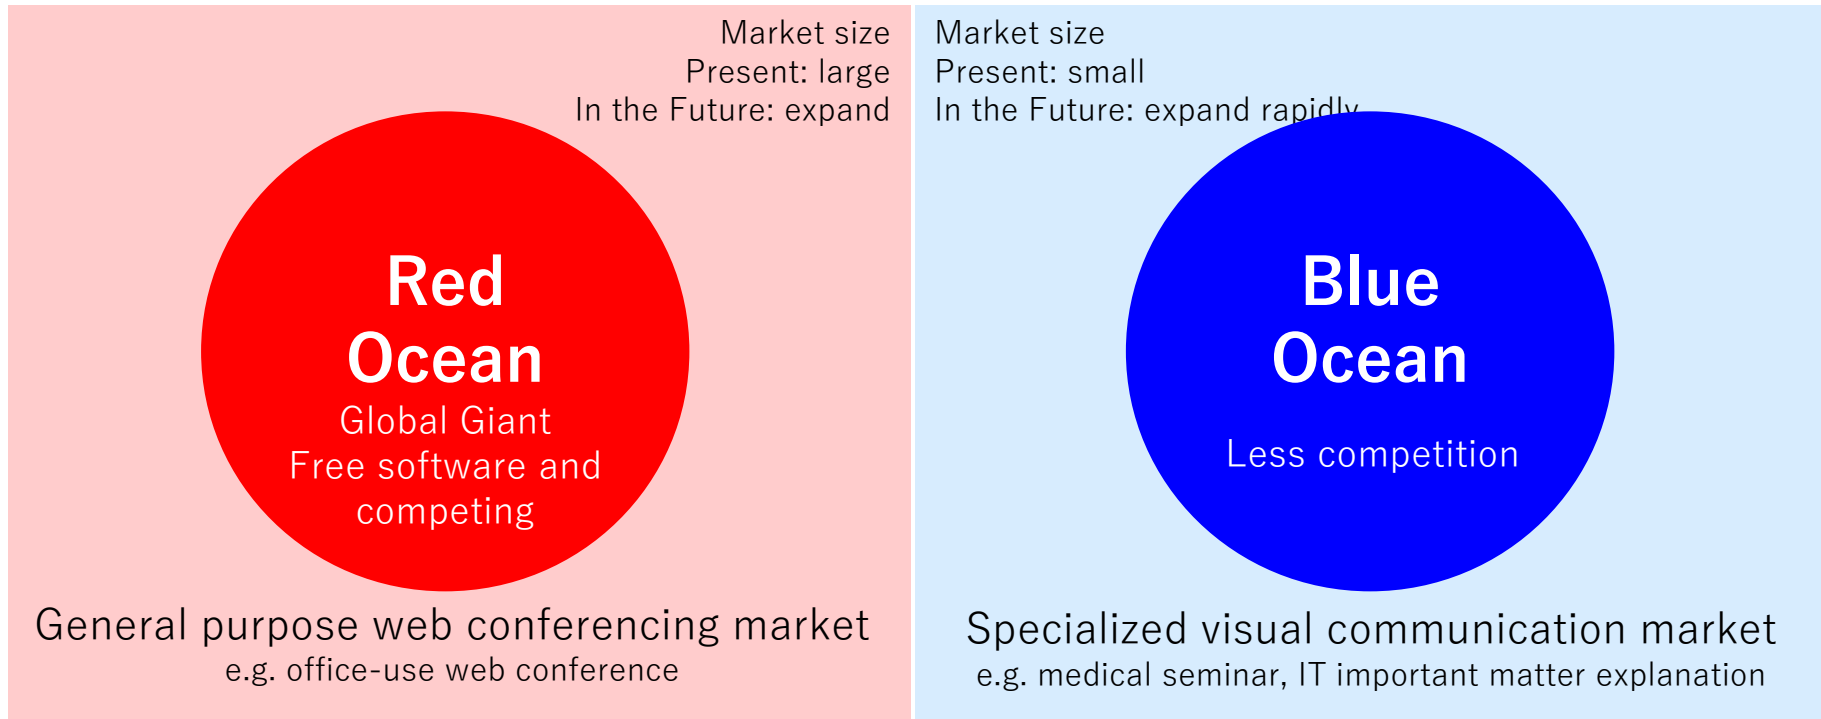 Market size
Present: large
In the Future: expand
Red
Ocean
Global Giant
Free software and
competing
General purpose web conferencing market
e.g. office-use web conference
Market size
Present: small
In the Future: expand rapidly
Blue
Ocean
Less competition
Specialized visual communication market
e.g. medical seminar, IT important matter explanation